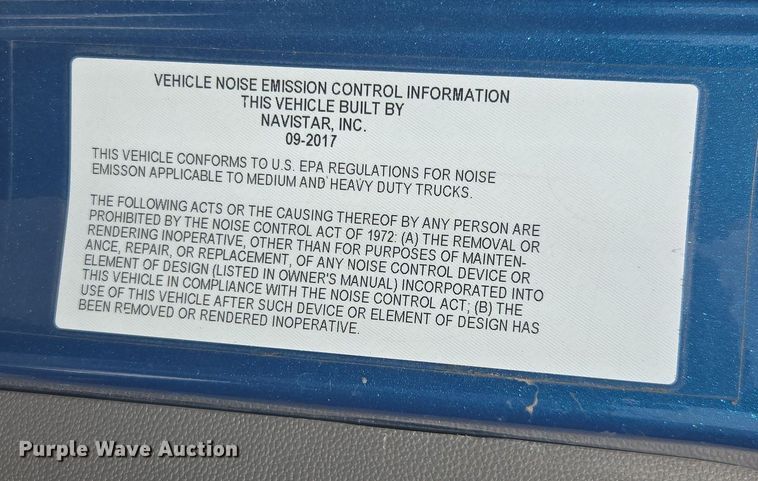 VEHICLE NOISE EMISSION CONTROL INFORMATION
THIS VEHICLE BUILT BY
NAVISTAR, INC.
09-2017
THIS VEHICLE CONFORMS TO U.S. EPA REGULATIONS FOR NOISE
EMISSON APPLICABLE TO MEDIUM AND HEAVY DUTY TRUCKS.
THE FOLLOWING ACTS OR THE CAUSING THEREOF BY ANY PERSON ARE
PROHIBITED BY THE NOISE CONTROL ACT OF 1972: (A) THE REMOVAL OR
RENDERING INOPERATIVE, OTHER THAN FOR PURPOSES OF MAINTEN-
ANCE, REPAIR, OR REPLACEMENT, OF ANY NOISE CONTROL DEVICE OR
ELEMENT OF DESIGN (LISTED IN OWNER'S MANUAL) INCORPORATED INTO
THIS VEHICLE IN COMPLIANCE WITH THE NOISE CONTROL ACT; (B) THE
USE OF THIS VEHICLE AFTER SUCH DEVICE OR ELEMENT OF DESIGN HAS
BEEN REMOVED OR RENDERED INOPERATIVE.
Purple Wave Auction